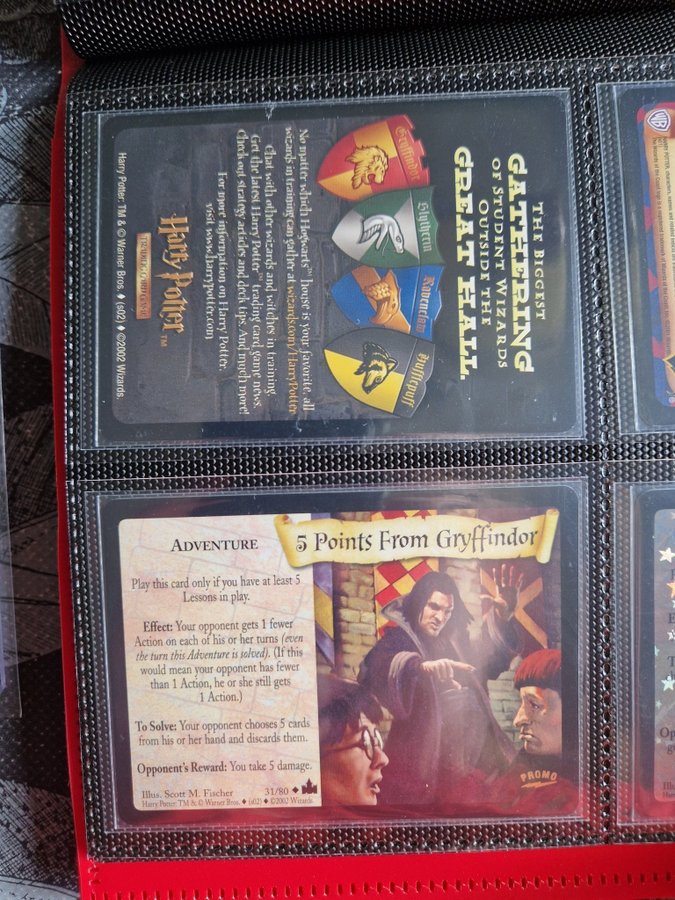 THE BIGGEST
GATHERING
OF STUDENT WIZARDS
OUTSIDE THE
GREAT HALL.
Gryffindor
Slytherin
Ravenclaw
Hufflepuff
No matter which Hogwarts™ house is your favorite, all
wizards in training can gather at wizards.com/HarryPotter
Chat with other wizards and witches in training.
Get the latest Harry Potter™ trading card game news.
Check out strategy articles and deck tips. And much more!
For more information on Harry Potter,
visit www.harrypotter.com
Harry Potter™
TRADING CARD GAME
Harry Potter: TM & © Warner Bros. ♦ (s02) ♦ ©2002 Wizards.
WB
5 Points From Gryffindor
ADVENTURE
Play this card only if you have at least 5
Lessons in play.
Effect: Your opponent gets 1 fewer
Action on each of his or her turns (even
the turn this Adventure is solved). (If this
would mean your opponent has fewer
than 1 Action, he or she still gets
1 Action.)
To Solve: Your opponent chooses 5 cards
from his or her hand and discards them.
Opponent's Reward: You take 5 damage.
Illus. Scott M. Fischer 31/80 ♦
Harry Potter: TM & © Warner Bros. ♦ (s02) ♦ ©2002 Wizards.
PROMO